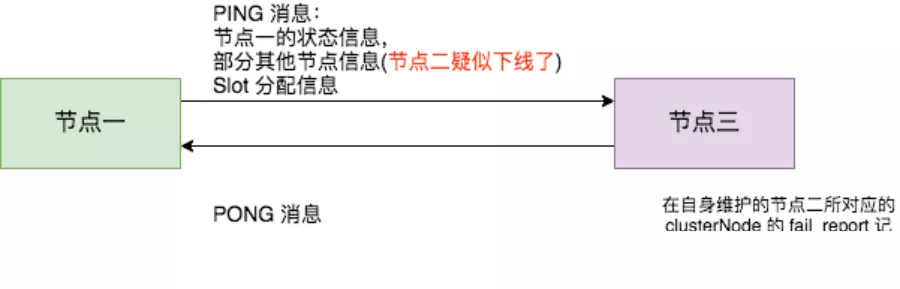 PING 消息：
节点一的状态信息，
部分其他节点信息(节点二疑似下线了)
Slot 分配信息
节点一
节点三
PONG 消息
在自身维护的节点二所对应的
clusterNode 的 fail_report 记